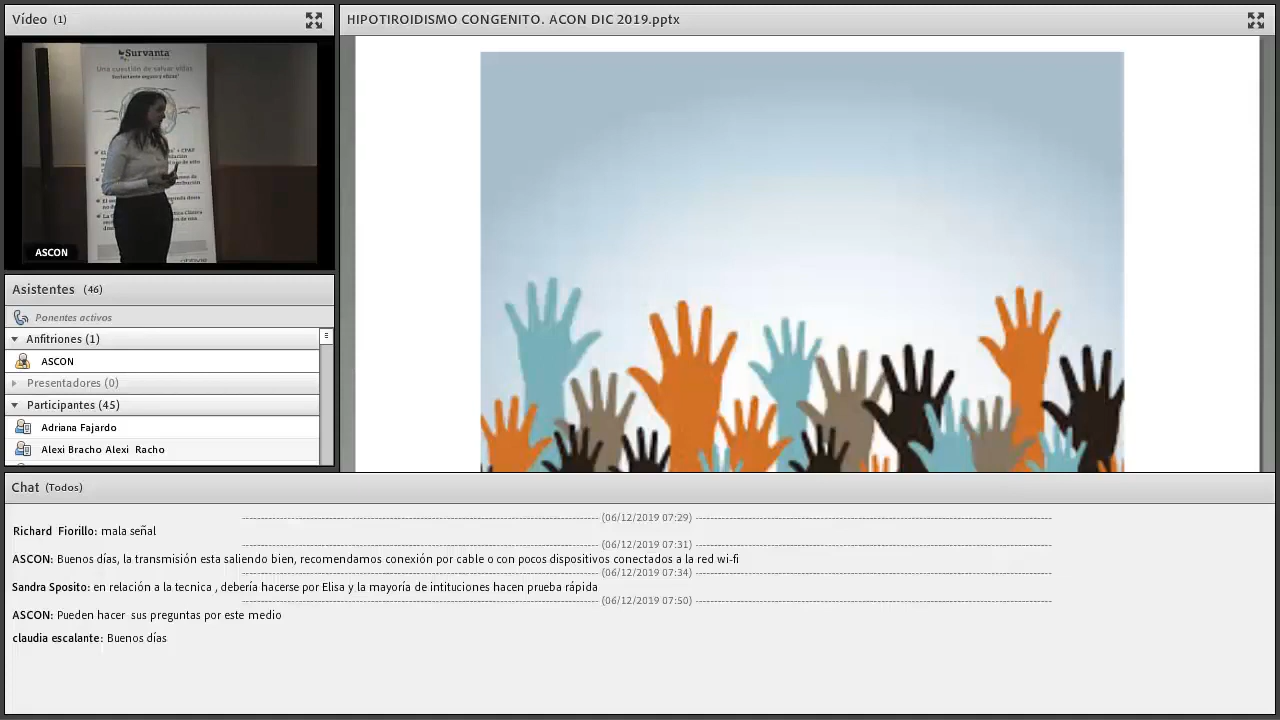 Vídeo (1)
Survanta
Una cuestión de salvar vidas
ASCON
HIPOTIROIDISMO CONGENITO. ACON DIC 2019.pptx
Asistentes (46)
Ponentes activos
Anfitriones (1)
ASCON
Presentadores (0)
Participantes (45)
Adriana Fajardo
Alexi Bracho Alexi Racho
Chat (Todos)
(06/12/2019 07:29)
Richard Fiorillo: mala señal
(06/12/2019 07:31)
ASCON: Buenos días, la transmisión esta saliendo bien, recomendamos conexión por cable o con pocos dispositivos conectados a la red wi-fi
(06/12/2019 07:34)
Sandra Sposito: en relación a la tecnica , debería hacerse por Elisa y la mayoría de intituciones hacen prueba rápida
(06/12/2019 07:50)
ASCON: Pueden hacer sus preguntas por este medio
claudia escalante: Buenos días